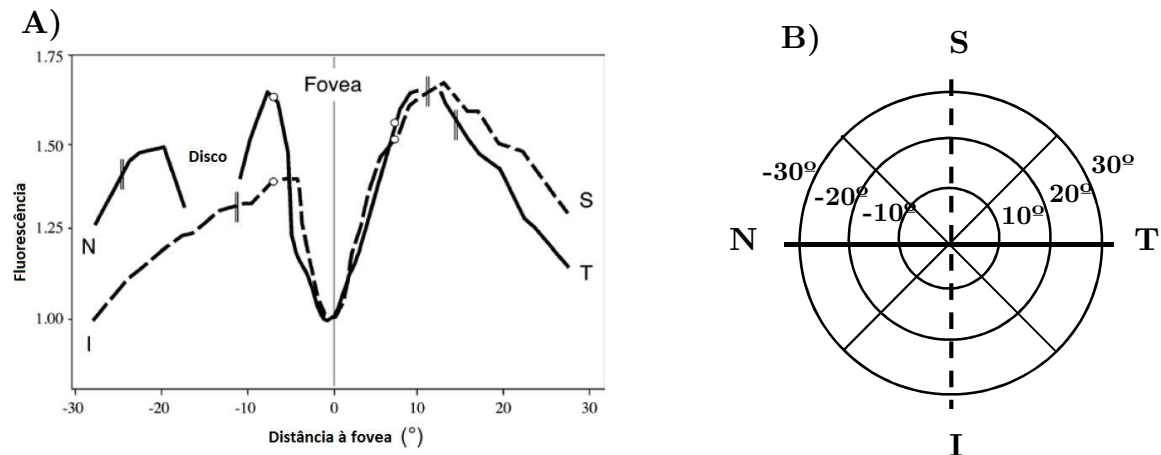 A)
1.75
1.50
1.25
1.00
Fluorescência
Fovea
Disco
N
I
S
T
-30 -20 -10 0 10 20 30
Distância à fovea (°)
B)
S
-30º
-20º
-10º
10º
20º
30º
N
T
I